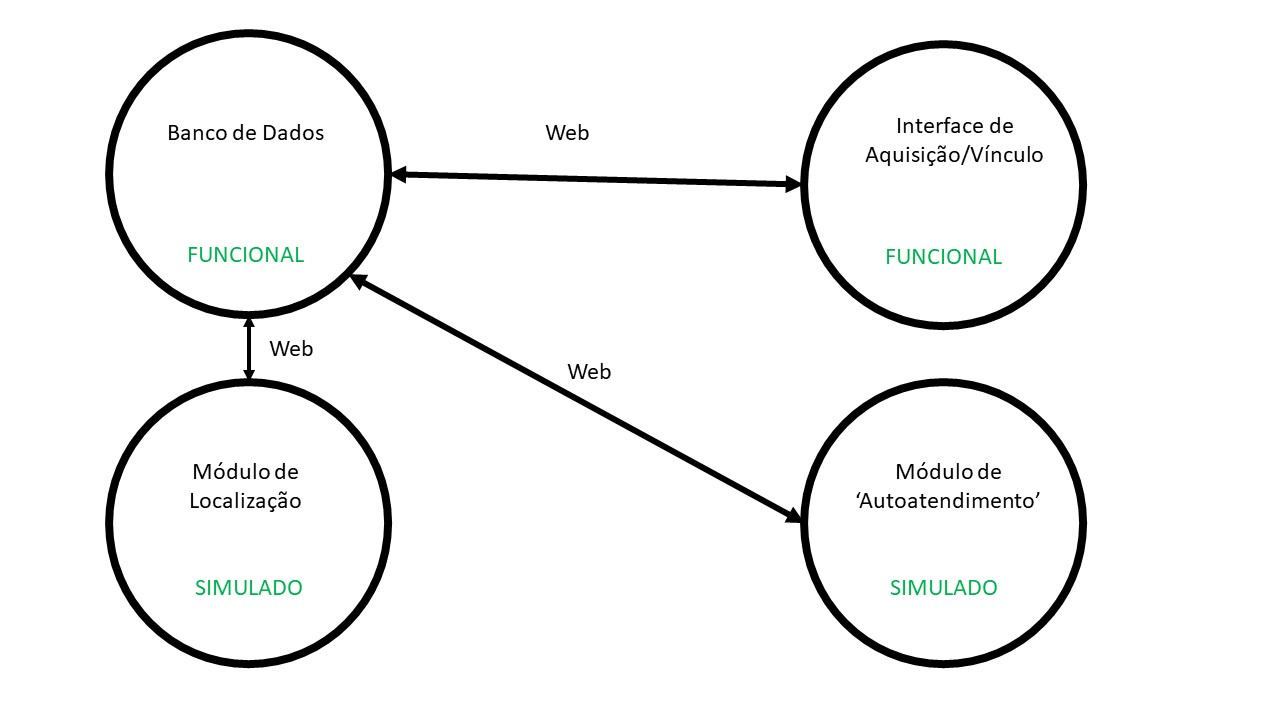 Banco de Dados
FUNCIONAL
Web
Interface de
Aquisição/Vínculo
FUNCIONAL
Web
Web
Módulo de
Localização
SIMULADO
Módulo de
‘Autoatendimento’
SIMULADO